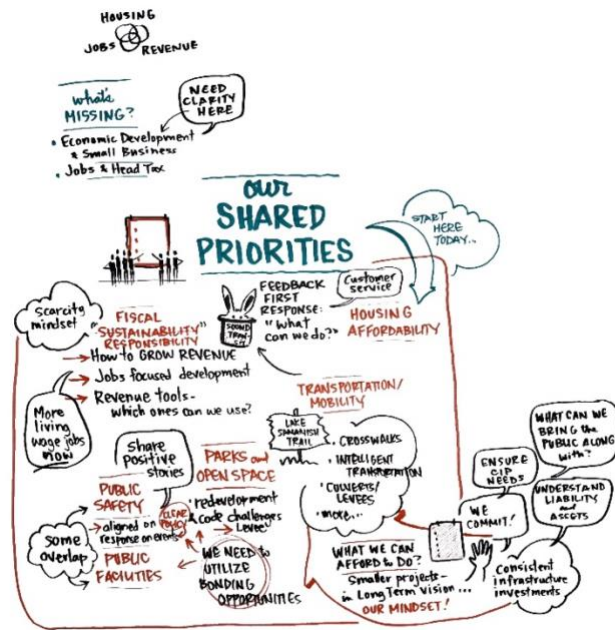 HOUSING
JOBS
REVENUE
what's
MISSING?
NEED
CLARITY
HERE
• Economic Development
& Small Business
• Jobs & Head Tax
our
SHARED
PRIORITIES
START
HERE
TODAY...
scarcity
mindset
FISCAL
"SUSTAINABILITY"
RESPONSIBILITY
→ How to GROW REVENUE
→ Jobs focused development
→ Revenue tools-
which ones can we use?
More
living
wage jobs
now
SOUND
TRAN-
SIT
FEEDBACK
FIRST
RESPONSE:
"What
can we do?"
Customer
service
HOUSING
AFFORDABILITY
TRANSPORTATION/
MOBILITY
LAKE
SAMMAMISH
TRAIL
• CROSSWALKS
• INTELLIGENT
TRANSPORTATION
• CULVERTS/
LEVEES
• more...
share
positive
stories
PARKS and
OPEN SPACE
• redevelopment
& code challenges
→ Levee
PUBLIC
SAFETY
→ aligned on
response on events
CLEAR
POLICY
some
overlap
PUBLIC
FACILITIES
WE NEED to
UTILIZE
BONDING
OPPORTUNITIES
WHAT WE CAN
AFFORD to DO?
Smaller projects-
in Long Term Vision...
OUR MINDSET!
WE
COMMIT!
ENSURE
CIP
NEEDS
WHAT CAN WE
BRING the
PUBLIC ALONG
with?
UNDERSTAND
LIABILITY
and
ASSETS
Consistent
infrastructure
investments